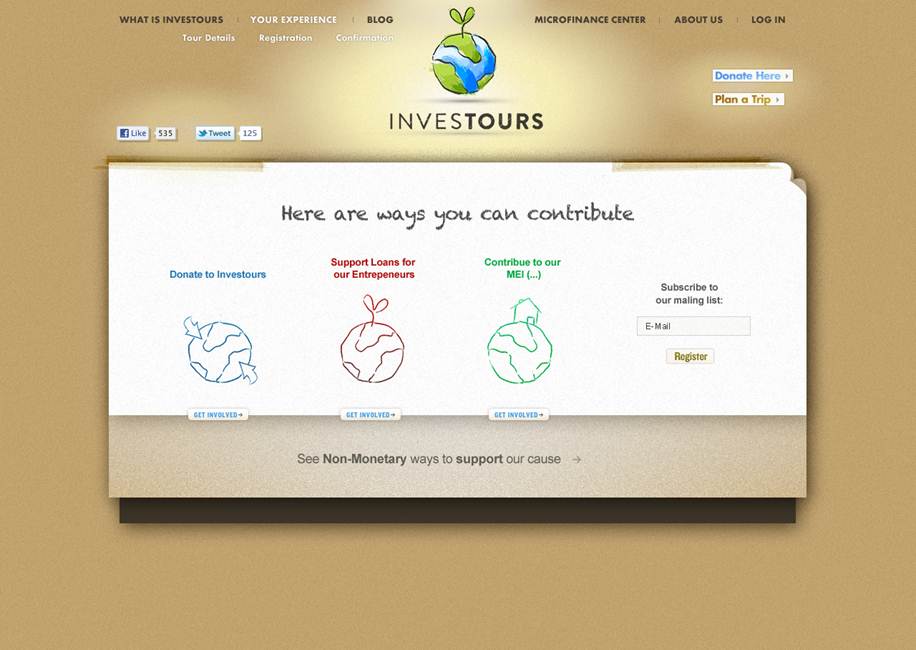 WHAT IS INVESTOURS
YOUR EXPERIENCE
BLOG
MICROFINANCE CENTER
ABOUT US
LOG IN
Tour Details
Registration
Confirmation
Donate Here ›
Plan a Trip ›
INVESTOURS
Like
535
Tweet
125
Here are ways you can contribute
Donate to Investours
Support Loans for
our Entrepeneurs
Contribue to our
MEI (...)
Subscribe to
our maling list:
E-Mail
Register
GET INVOLVED→
GET INVOLVED→
GET INVOLVED→
See Non-Monetary ways to support our cause →